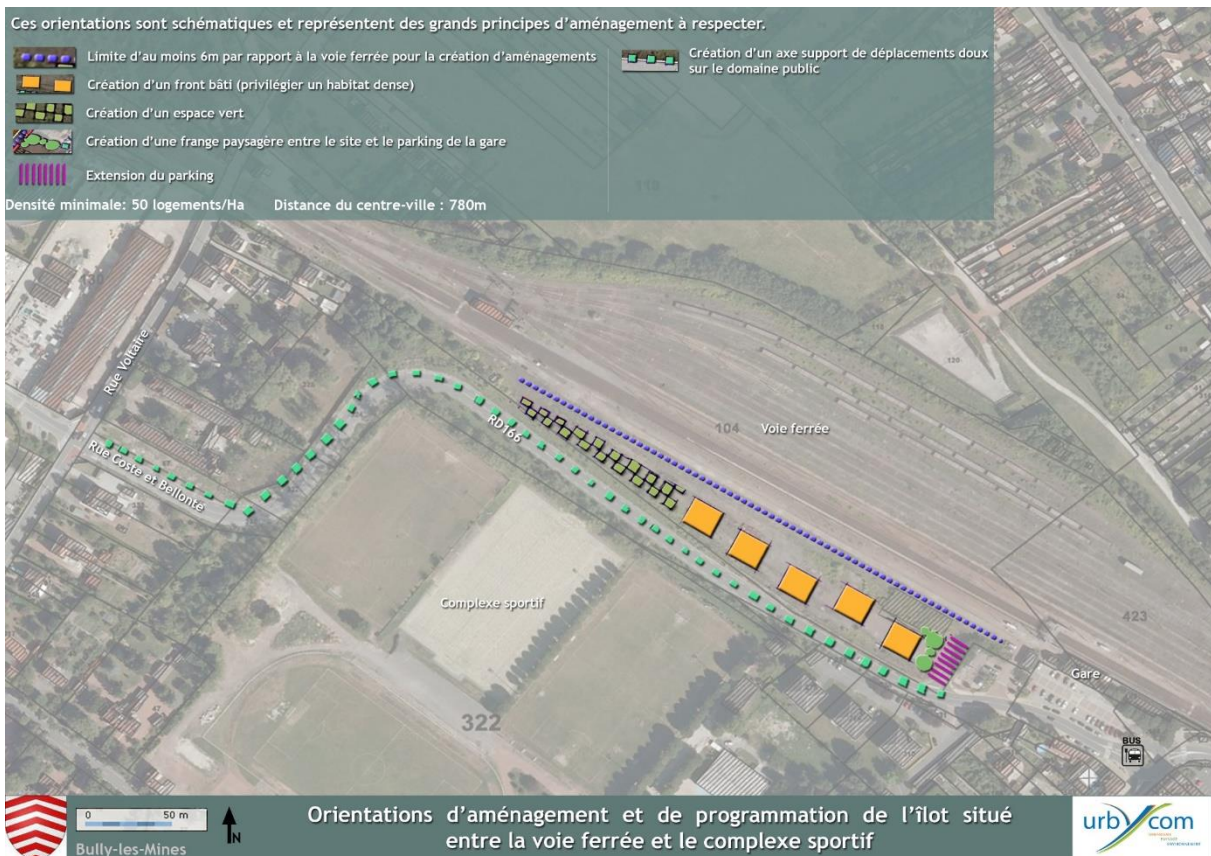 Ces orientations sont schématiques et représentent des grands principes d'aménagement à respecter.
Limite d'au moins 6m par rapport à la voie ferrée pour la création d'aménagements
Création d'un front bâti (privilégier un habitat dense)
Création d'un espace vert
Création d'une frange paysagère entre le site et le parking de la gare
Extension du parking
Création d'un axe support de déplacements doux
sur le domaine public
Densité minimale: 50 logements/Ha Distance du centre-ville : 780m
Rue Voltaire
Rue Coste et Bellonte
RD166
104
Voie ferrée
Complexe sportif
423
Gare
322
BUS
0 50 m
N
Bully-les-Mines
Orientations d'aménagement et de programmation de l'îlot situé
entre la voie ferrée et le complexe sportif
urbycom